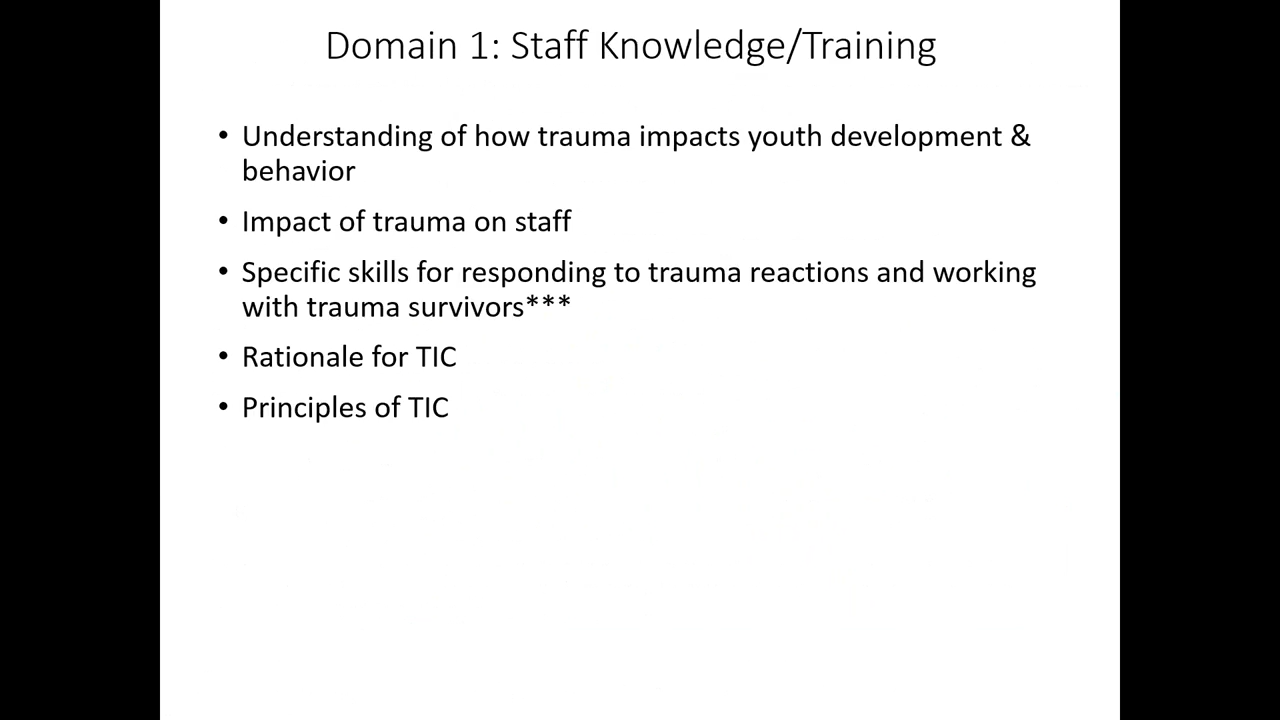 Domain 1: Staff Knowledge/Training
• Understanding of how trauma impacts youth development &
behavior
• Impact of trauma on staff
• Specific skills for responding to trauma reactions and working
with trauma survivors***
• Rationale for TIC
• Principles of TIC